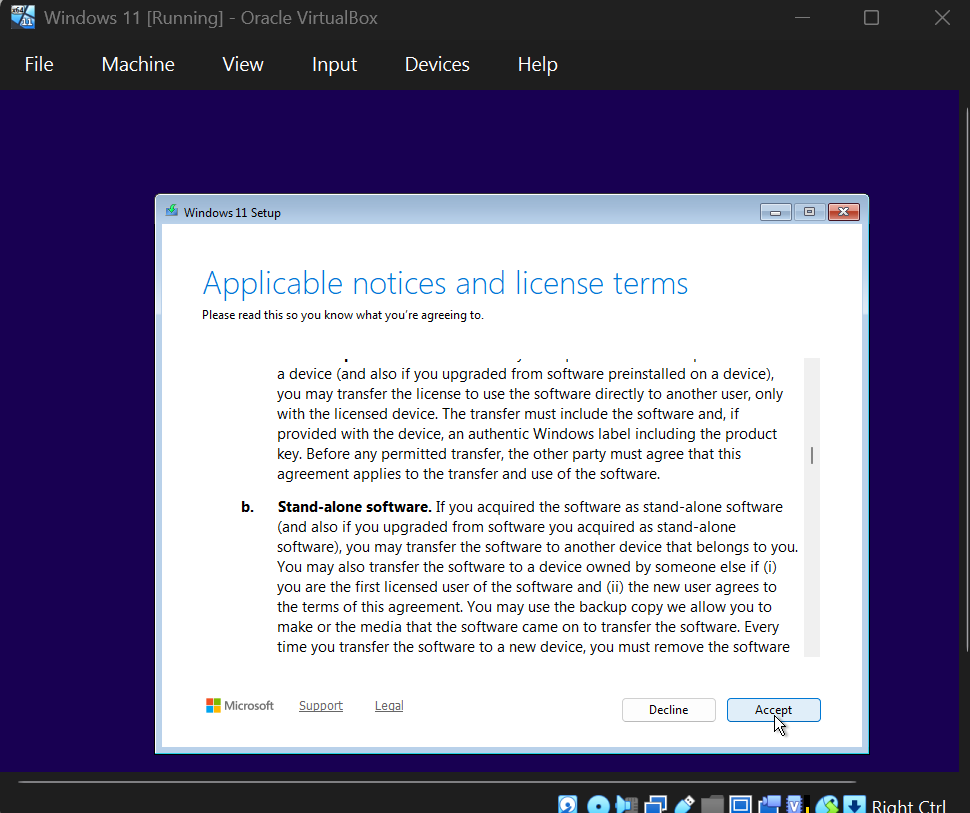 Windows 11 [Running] - Oracle VirtualBox
File Machine View Input Devices Help
Windows 11 Setup
Applicable notices and license terms
Please read this so you know what you're agreeing to.
a device (and also if you upgraded from software preinstalled on a device),
you may transfer the license to use the software directly to another user, only
with the licensed device. The transfer must include the software and, if
provided with the device, an authentic Windows label including the product
key. Before any permitted transfer, the other party must agree that this
agreement applies to the transfer and use of the software.
b. Stand-alone software. If you acquired the software as stand-alone software
(and also if you upgraded from software you acquired as stand-alone
software), you may transfer the software to another device that belongs to you.
You may also transfer the software to a device owned by someone else if (i)
you are the first licensed user of the software and (ii) the new user agrees to
the terms of this agreement. You may use the backup copy we allow you to
make or the media that the software came on to transfer the software. Every
time you transfer the software to a new device, you must remove the software
Microsoft Support Legal Decline Accept
Right Ctrl